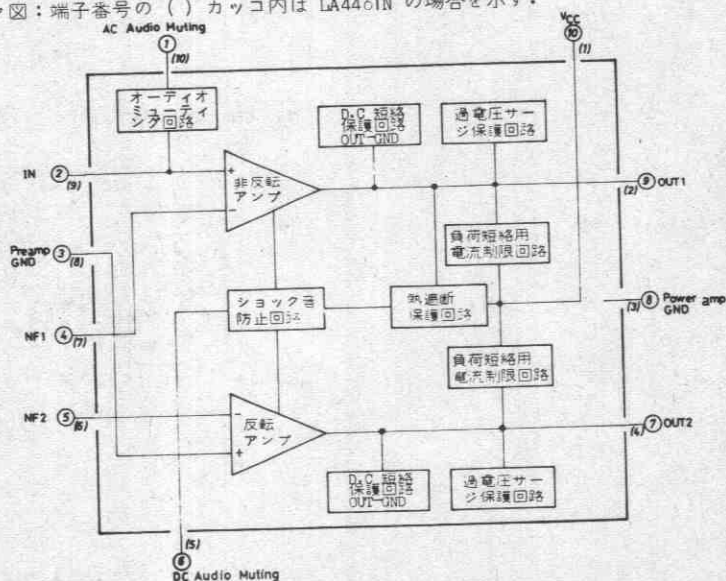 図：端子番号の ( ) カッコ内は LA4461N の場合を示す.
AC Audio Muting
1
(10)
VCC
10
(1)
オーディオ
ミューティ
ング回路
D.C 短絡
保護回路
OUT-GND
過電圧サー
ジ保護回路
IN 2
(9)
+
非反転
アンプ
-
9 OUT1
(2)
Preamp
GND 3
(8)
負荷短絡用
電流制限回路
ショック音
防止回路
熱遮断
保護回路
8 Power amp
GND
(3)
NF1 4
(7)
負荷短絡用
電流制限回路
NF2 5
(6)
-
反転
アンプ
+
7 OUT2
(4)
D.C 短絡
保護回路
OUT-GND
過電圧サー
ジ保護回路
(5)
6
DC Audio Muting